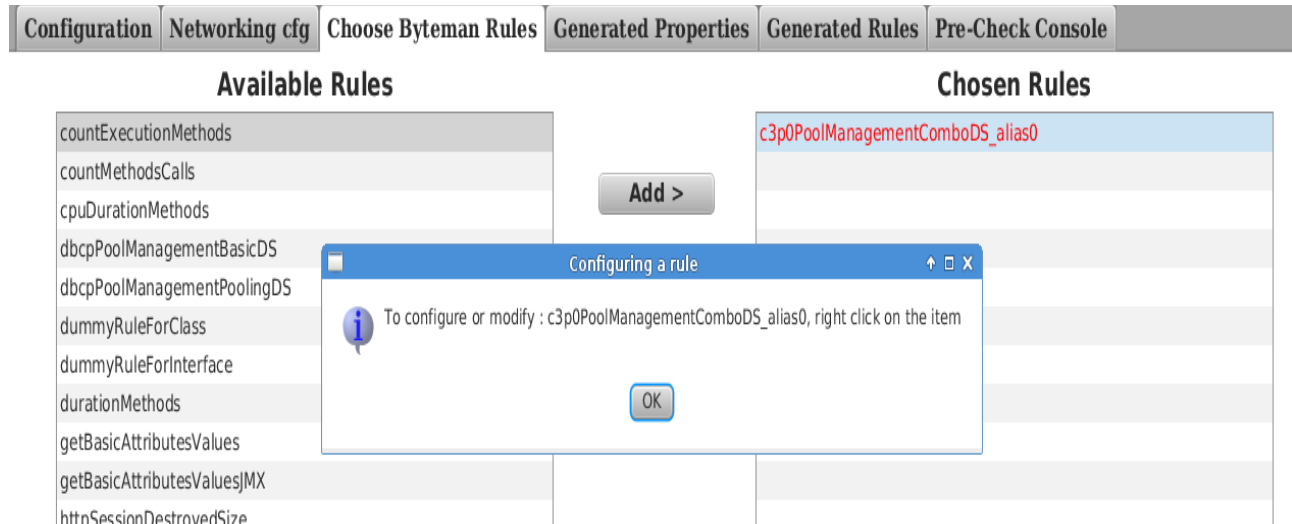 Configuration Networking cfg Choose Byteman Rules Generated Properties Generated Rules Pre-Check Console
Available Rules
Chosen Rules
countExecutionMethods
countMethodsCalls
cpuDurationMethods
dbcpPoolManagementBasicDS
dbcpPoolManagementPoolingDS
dummyRuleForClass
dummyRuleForInterface
durationMethods
getBasicAttributesValues
getBasicAttributesValuesJMX
httpSessionDestroyedSize
Add >
c3p0PoolManagementComboDS_alias0
Configuring a rule
To configure or modify : c3p0PoolManagementComboDS_alias0, right click on the item
OK